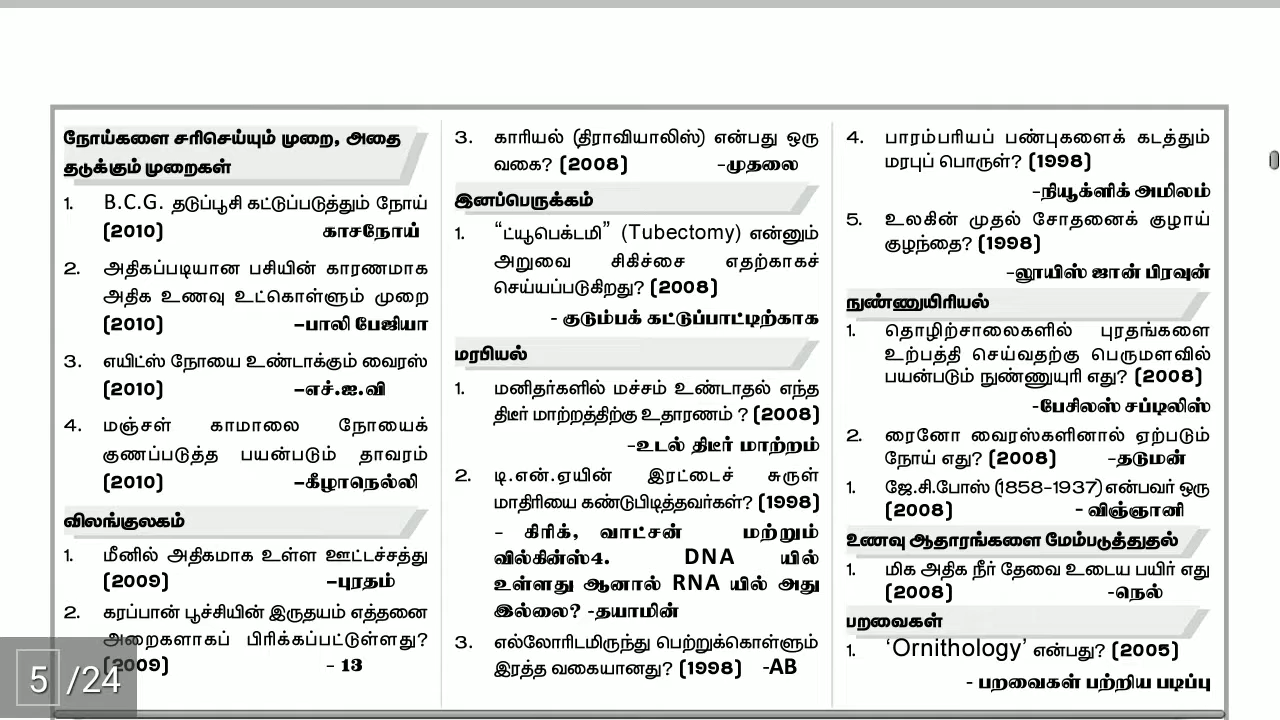 நோய்களை சரிசெய்யும் முறை, அதை
தடுக்கும் முறைகள்
1. B.C.G. தடுப்பூசி கட்டுப்படுத்தும் நோய்
(2010) காசநோய்
2. அதிகப்படியான பசியின் காரணமாக
அதிக உணவு உட்கொள்ளும் முறை
(2010) –பாலி பேஜியா
3. எயிட்ஸ் நோயை உண்டாக்கும் வைரஸ்
(2010) –எச்.ஐ.வி
4. மஞ்சள் காமாலை நோயைக்
குணப்படுத்த பயன்படும் தாவரம்
(2010) –கீழாநெல்லி
விலங்குலகம்
1. மீனில் அதிகமாக உள்ள ஊட்டச்சத்து
(2009) –புரதம்
2. கரப்பான் பூச்சியின் இருதயம் எத்தனை
அறைகளாகப் பிரிக்கப்பட்டுள்ளது?
(2009) - 13
3. காரியல் (திராவியாலிஸ்) என்பது ஒரு
வகை? (2008) -முதலை
இனப்பெருக்கம்
1. “ட்யூபெக்டமி” (Tubectomy) என்னும்
அறுவை சிகிச்சை எதற்காகச்
செய்யப்படுகிறது? (2008)
- குடும்பக் கட்டுப்பாட்டிற்காக
மரபியல்
1. மனிதர்களில் மச்சம் உண்டாதல் எந்த
திடீர் மாற்றத்திற்கு உதாரணம் ? (2008)
-உடல் திடீர் மாற்றம்
2. டி.என்.ஏயின் இரட்டைச் சுருள்
மாதிரியை கண்டுபிடித்தவர்கள்? (1998)
- கிரிக், வாட்சன் மற்றும்
வில்கின்ஸ்4. DNA யில்
உள்ளது ஆனால் RNA யில் அது
இல்லை? -தயாமின்
3. எல்லோரிடமிருந்து பெற்றுக்கொள்ளும்
இரத்த வகையானது? (1998) -AB
4. பாரம்பரியப் பண்புகளைக் கடத்தும்
மரபுப் பொருள்? (1998)
-நியூக்ளிக் அமிலம்
5. உலகின் முதல் சோதனைக் குழாய்
குழந்தை? (1998)
-லூயிஸ் ஜான் பிரவுன்
நுண்ணுயிரியல்
1. தொழிற்சாலைகளில் புரதங்களை
உற்பத்தி செய்வதற்கு பெருமளவில்
பயன்படும் நுண்ணுயுரி எது? (2008)
-பேசிலஸ் சப்டிலிஸ்
2. ரைனோ வைரஸ்களினால் ஏற்படும்
நோய் எது? (2008) -தடுமன்
1. ஜே.சி.போஸ் (1858-1937) என்பவர் ஒரு
(2008) - விஞ்ஞானி
உணவு ஆதாரங்களை மேம்படுத்துதல்
1. மிக அதிக நீர் தேவை உடைய பயிர் எது
(2008) -நெல்
பறவைகள்
1. ‘Ornithology’ என்பது? (2005)
- பறவைகள் பற்றிய படிப்பு
5 /24